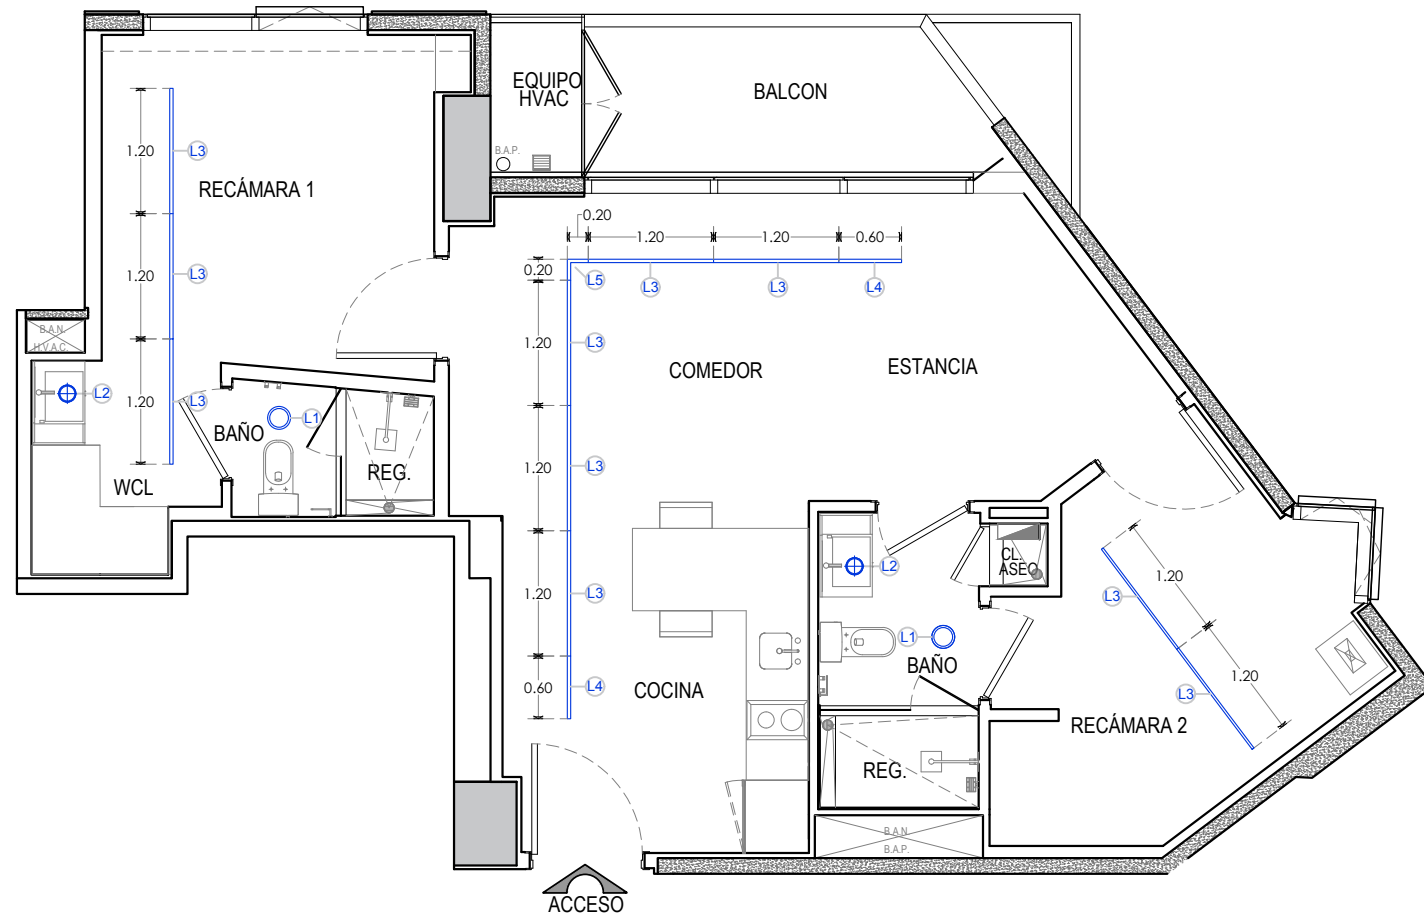 EQUIPO
HVAC
BALCON
B.A.P.
1.20
L3
RECÁMARA 1
0.20
1.20
1.20
0.60
0.20
L5
L3
L3
L4
1.20
L3
B.A.N.
H.V.A.C.
1.20
L3
COMEDOR
ESTANCIA
L2
1.20
L3
L1
BAÑO
REG.
WCL
1.20
L3
CL.
ASEO
L2
1.20
L3
1.20
L3
L1
BAÑO
1.20
L3
0.60
L4
COCINA
RECÁMARA 2
REG.
B.A.N.
B.A.P.
ACCESO